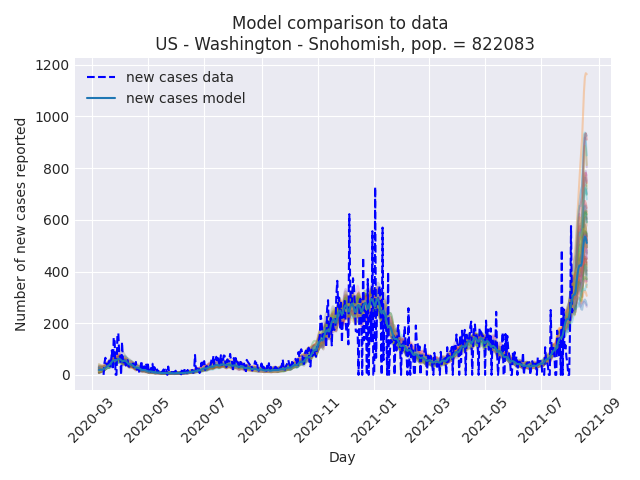 Model comparison to data
US - Washington - Snohomish, pop. = 822083
new cases data
new cases model
Number of new cases reported
1200
1000
800
600
400
200
0
2020-03
2020-05
2020-07
2020-09
2020-11
2021-01
2021-03
2021-05
2021-07
2021-09
Day